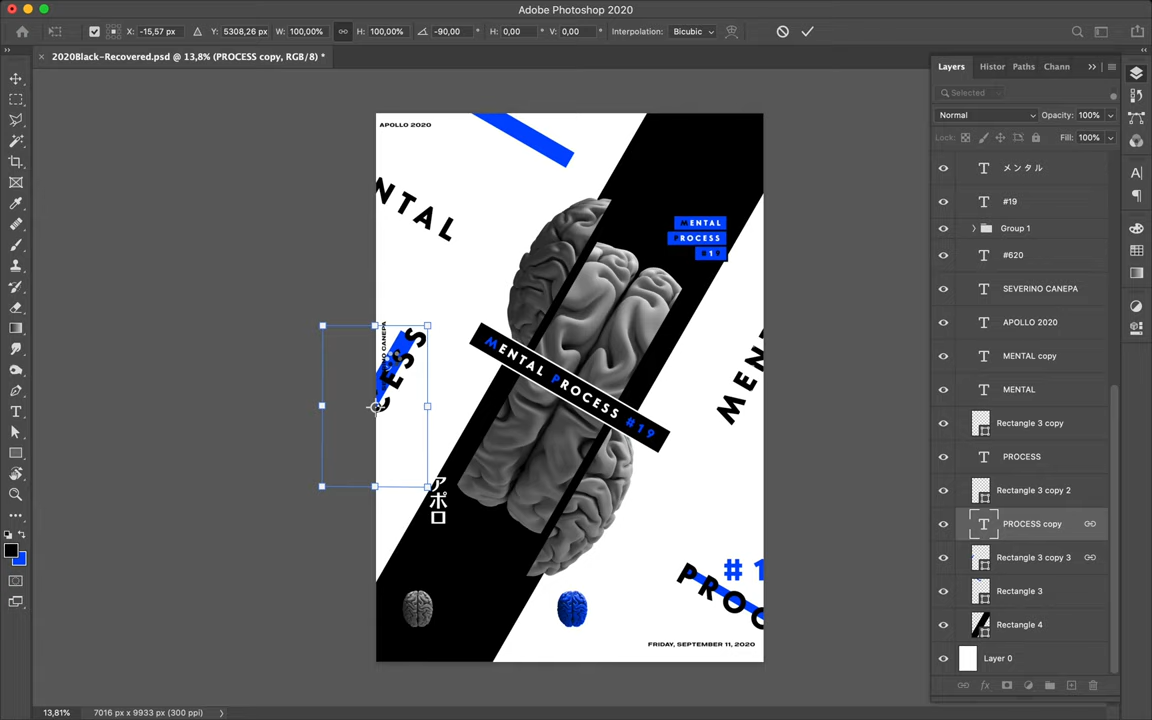 Adobe Photoshop 2020
X: -15,57 px
Y: 5308,26 px
W: 100,00%
H: 100,00%
-90,00 °
H: 0,00 °
V: 0,00 °
Interpolation: Bicubic
2020Black-Recovered.psd @ 13,8% (PROCESS copy, RGB/8) *
Layers
Histor
Paths
Chann
Selected
Normal
Opacity: 100%
Lock:
Fill: 100%
メンタル
#19
Group 1
#620
SEVERINO CANEPA
APOLLO 2020
MENTAL copy
MENTAL
Rectangle 3 copy
PROCESS
Rectangle 3 copy 2
PROCESS copy
Rectangle 3 copy 3
Rectangle 3
Rectangle 4
Layer 0
APOLLO 2020
NTAL
MENTAL
PROCESS
#19
CESS
NO CANEPA
MENTAL PROCESS #19
MEN
アポロ
#1
PROC
FRIDAY, SEPTEMBER 11, 2020
13,81%
7016 px x 9933 px (300 ppi)